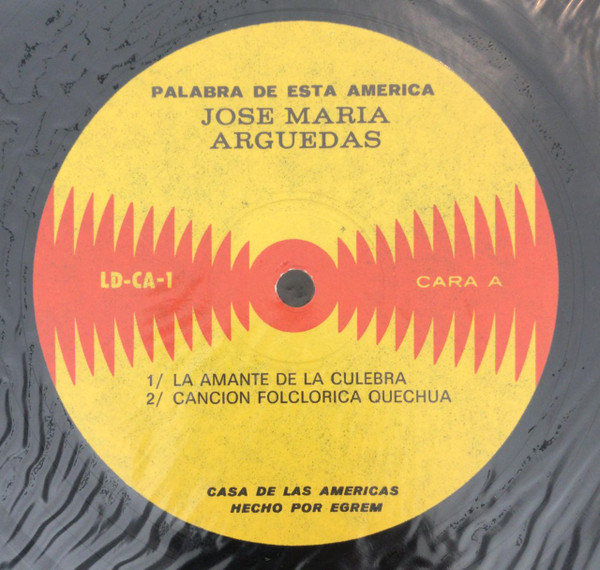 PALABRA DE ESTA AMERICA
JOSE MARIA
ARGUEDAS
LD-CA-1
CARA A
1/ LA AMANTE DE LA CULEBRA
2/ CANCION FOLCLORICA QUECHUA
CASA DE LAS AMERICAS
HECHO POR EGREM